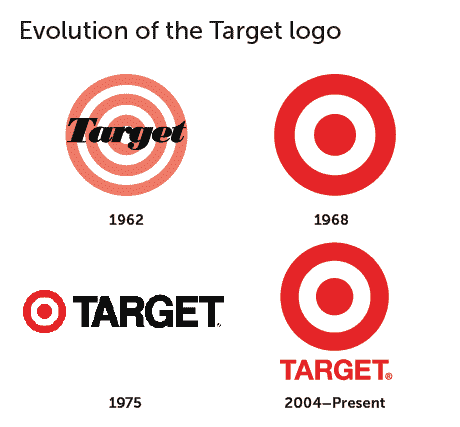 Evolution of the Target logo
Target
1962
1968
TARGET
1975
TARGET®
2004–Present